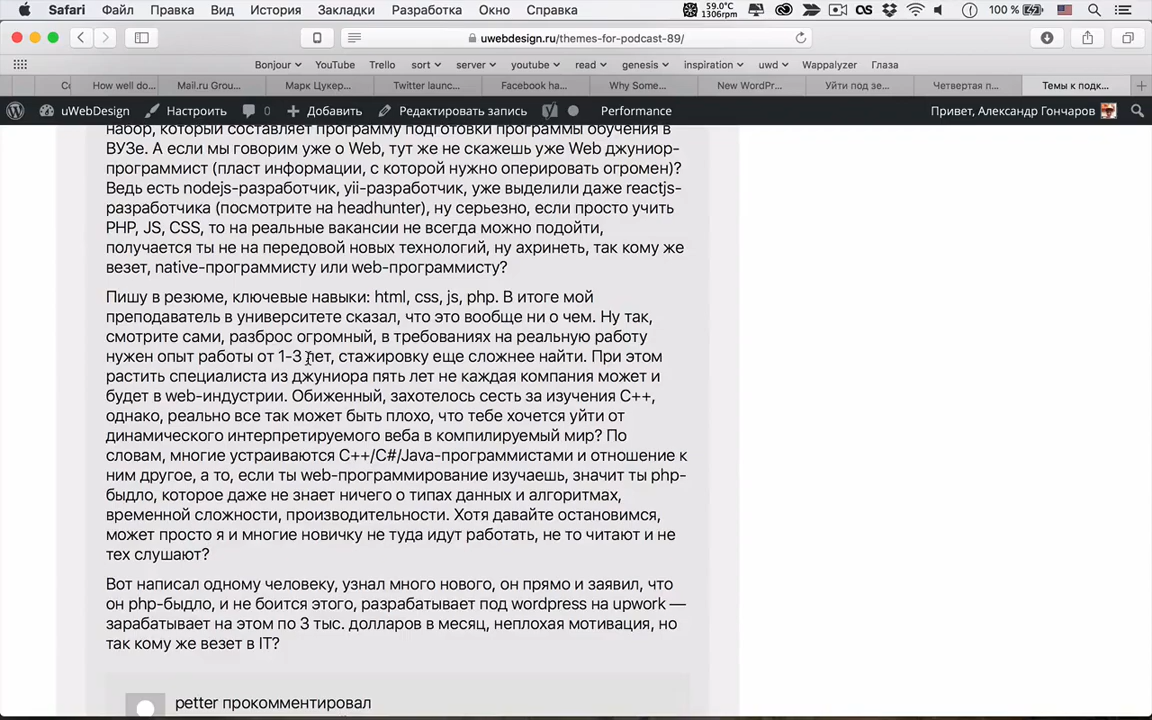 Safari Файл Правка Вид История Закладки Разработка Окно Справка 59.0°C 1306rpm 100 %
uwebdesign.ru/themes-for-podcast-89/
Bonjour YouTube Trello sort server youtube read genesis inspiration uwd Wappalyzer Глаза
How well do... Mail.ru Grou... Марк Цукер... Twitter launc... Facebook ha... Why Some... New WordPr... Уйти под зе... Четвертая п... Темы к подк...
uWebDesign Настроить 0 Добавить Редактировать запись Performance Привет, Александр Гончаров
набор, который составляет программу подготовки программы обучения в
ВУЗе. А если мы говорим уже о Web, тут же не скажешь уже Web джуниор-
программист (пласт информации, с которой нужно оперировать огромен)?
Ведь есть nodejs-разработчик, yii-разработчик, уже выделили даже reactjs-
разработчика (посмотрите на headhunter), ну серьезно, если просто учить
PHP, JS, CSS, то на реальные вакансии не всегда можно подойти,
получается ты не на передовой новых технологий, ну ахринеть, так кому же
везет, native-программисту или web-программисту?
Пишу в резюме, ключевые навыки: html, css, js, php. В итоге мой
преподаватель в университете сказал, что это вообще ни о чем. Ну так,
смотрите сами, разброс огромный, в требованиях на реальную работу
нужен опыт работы от 1-3 лет, стажировку еще сложнее найти. При этом
растить специалиста из джуниора пять лет не каждая компания может и
будет в web-индустрии. Обиженный, захотелось сесть за изучения C++,
однако, реально все так может быть плохо, что тебе хочется уйти от
динамического интерпретируемого веба в компилируемый мир? По
словам, многие устраиваются C++/C#/Java-программистами и отношение к
ним другое, а то, если ты web-программирование изучаешь, значит ты php-
быдло, которое даже не знает ничего о типах данных и алгоритмах,
временной сложности, производительности. Хотя давайте остановимся,
может просто я и многие новичку не туда идут работать, не то читают и не
тех слушают?
Вот написал одному человеку, узнал много нового, он прямо и заявил, что
он php-быдло, и не боится этого, разрабатывает под wordpress на upwork —
зарабатывает на этом по 3 тыс. долларов в месяц, неплохая мотивация, но
так кому же везет в IT?
petter прокомментировал